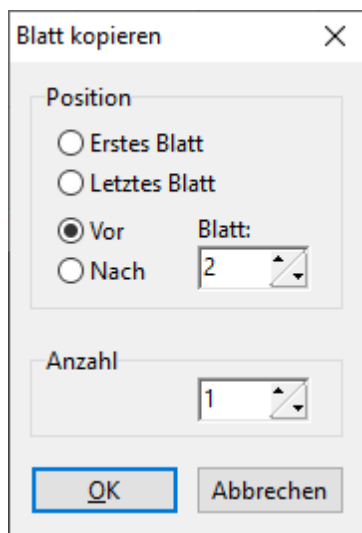 Blatt kopieren
Position
Erstes Blatt
Letztes Blatt
Vor Blatt:
Nach 2
Anzahl
1
OK Abbrechen